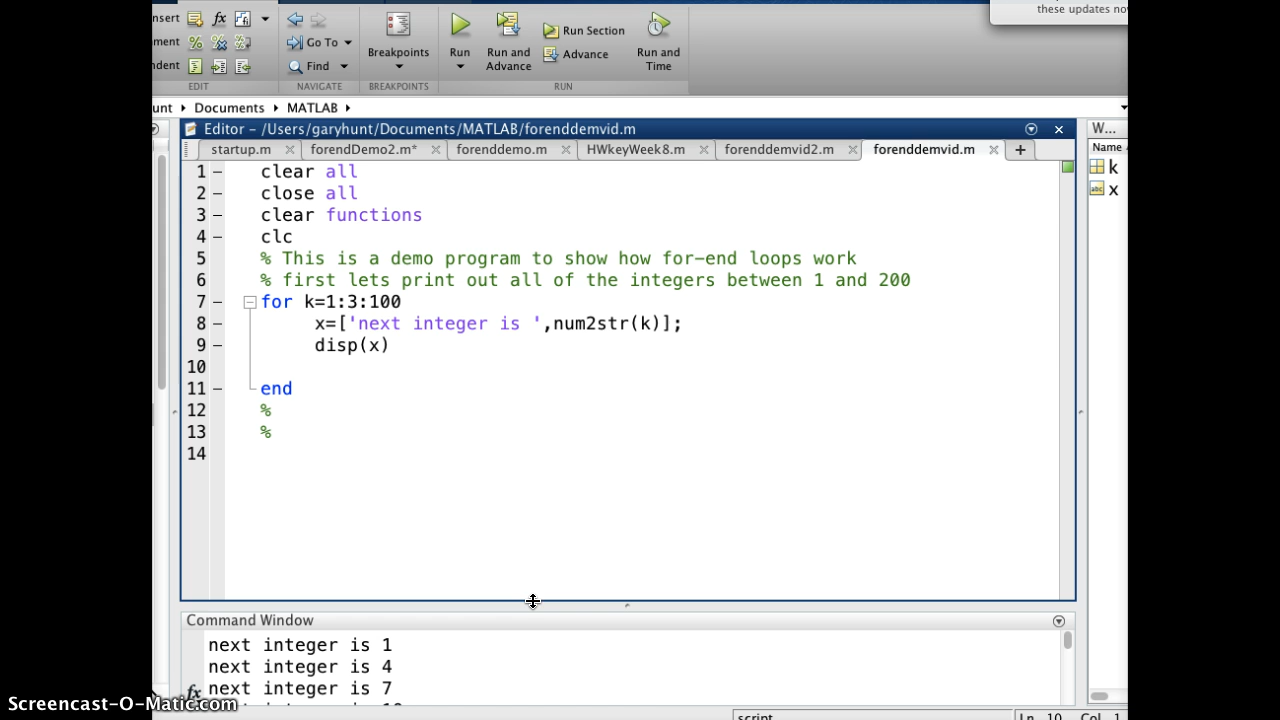 these updates nov
nsert fx
ment
ndent
Go To
Find
Breakpoints
Run
Run and Advance
Run Section
Advance
Run and Time
EDIT NAVIGATE BREAKPOINTS RUN
unt Documents MATLAB
Editor – /Users/garyhunt/Documents/MATLAB/forenddemvid.m
W...
startup.m forendDemo2.m* forenddemo.m HWkeyWeek8.m forenddemvid2.m forenddemvid.m +
Name
k
abc x
1 – clear all
2 – close all
3 – clear functions
4 – clc
5 % This is a demo program to show how for–end loops work
6 % first lets print out all of the integers between 1 and 200
7 – for k=1:3:100
8 – x=['next integer is ',num2str(k)];
9 – disp(x)
10
11 – end
12 %
13 %
14
Command Window
next integer is 1
next integer is 4
next integer is 7
fx
Screencast-O-Matic.com
script Ln 10 Col 1